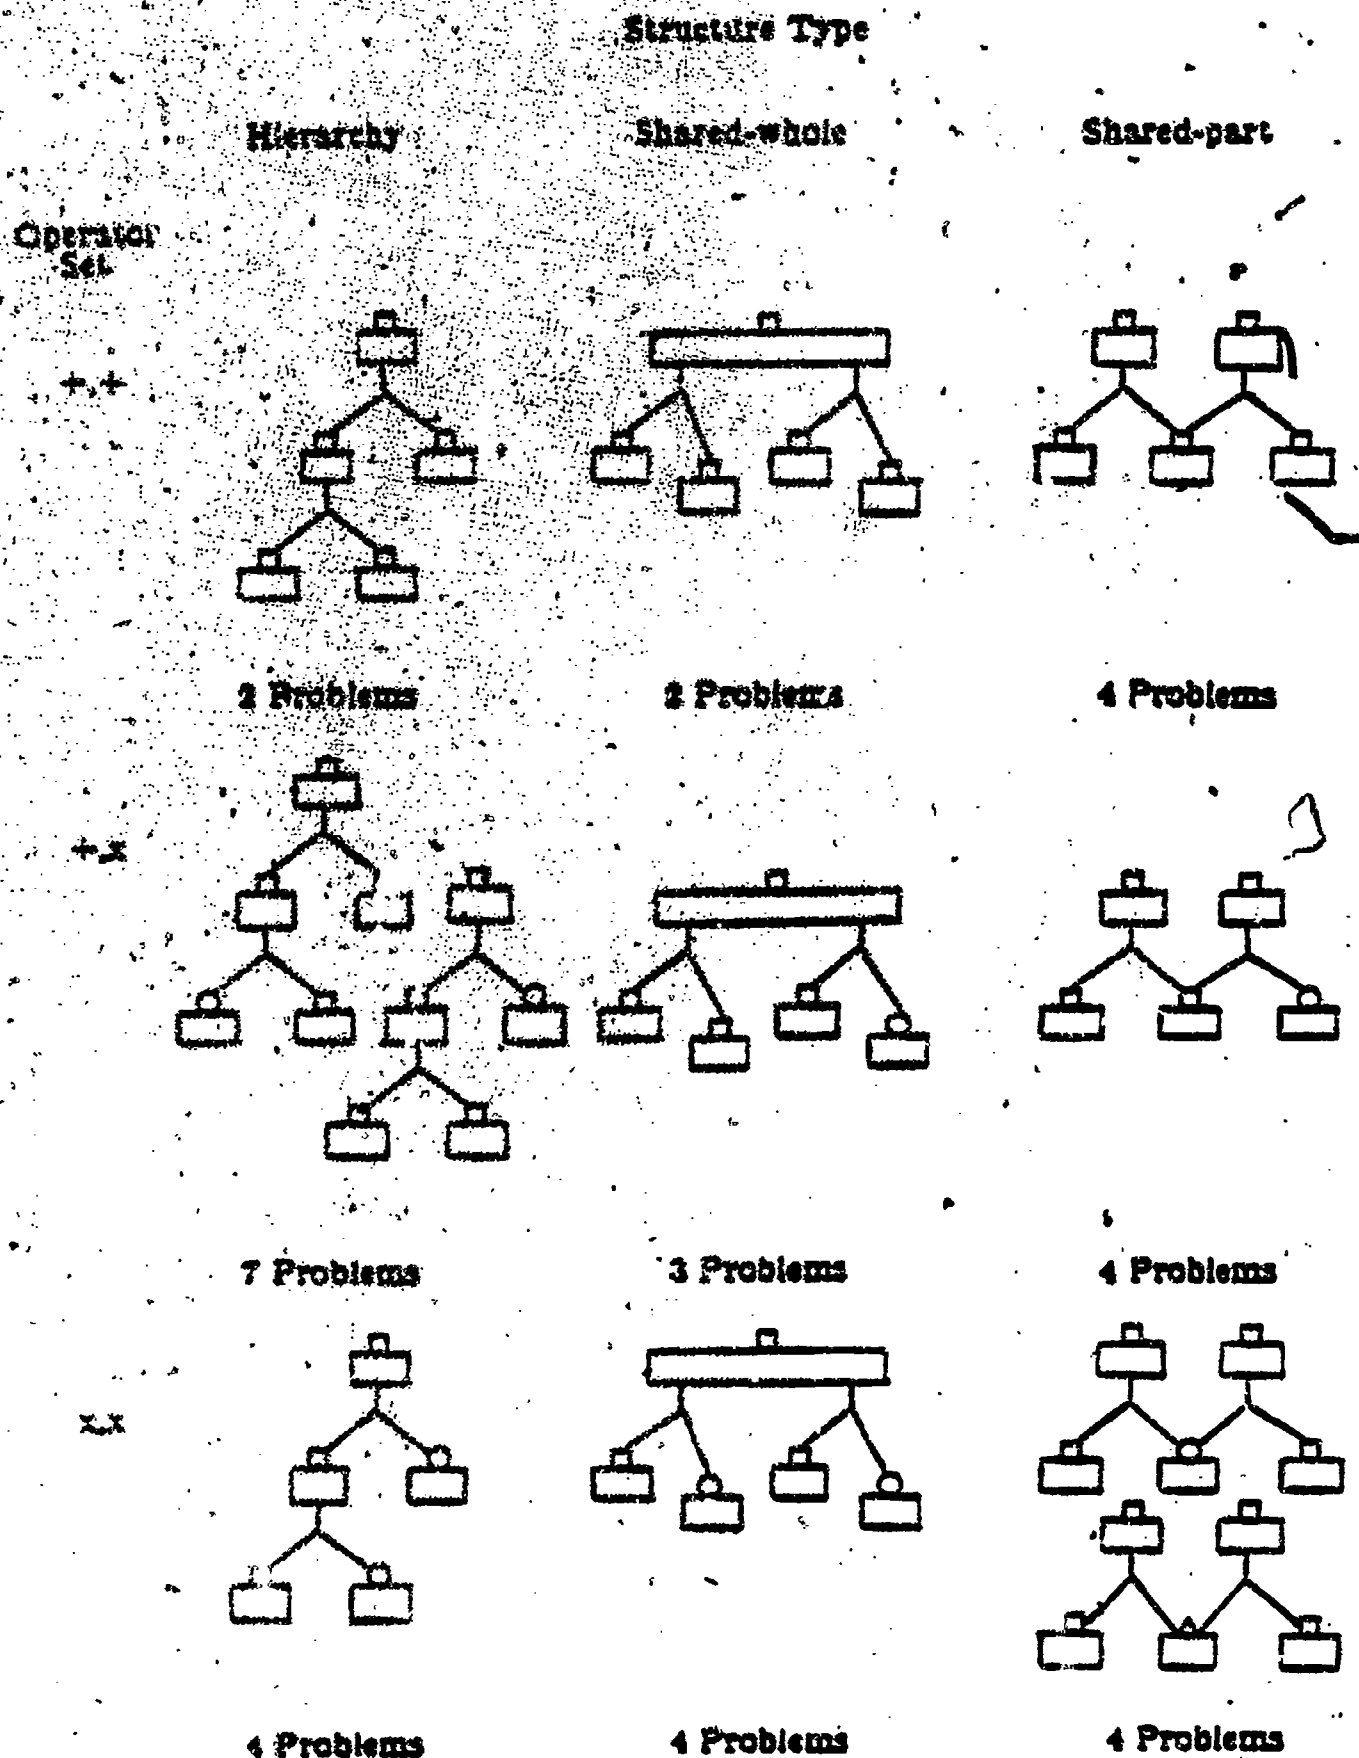 Structure Type
Hierarchy Shared-whole Shared-part
Operator
Set
+,+
2 Problems 2 Problems 4 Problems
+,x
7 Problems 3 Problems 4 Problems
x,x
4 Problems 4 Problems 4 Problems